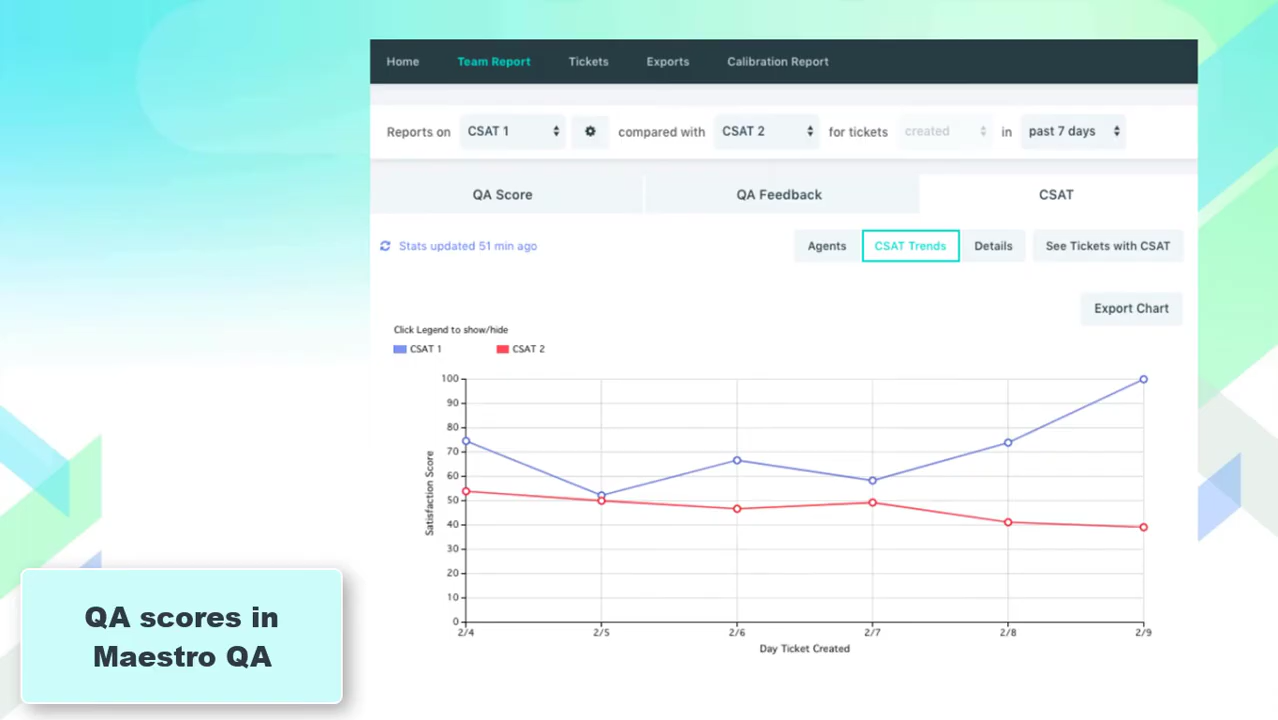 Home Team Report Tickets Exports Calibration Report
Reports on CSAT 1 compared with CSAT 2 for tickets created in past 7 days
QA Score QA Feedback CSAT
Stats updated 51 min ago Agents CSAT Trends Details See Tickets with CSAT
Export Chart
Click Legend to show/hide
CSAT 1 CSAT 2
100
90
80
70
60
50
40
30
20
10
0
Satisfaction Score
2/4 2/5 2/6 2/7 2/8 2/9
Day Ticket Created
QA scores in
Maestro QA